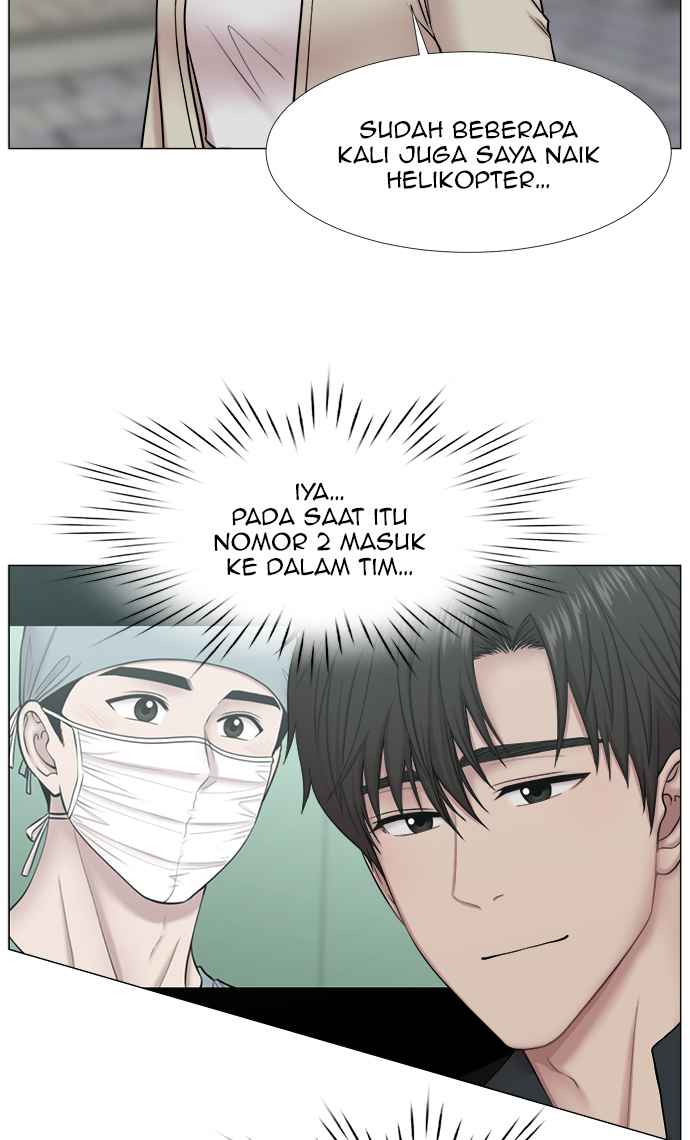 SUDAH BEBERAPA
KALI JUGA SAYA NAIK
HELIKOPTER...
IYA...
PADA SAAT ITU
NOMOR 2 MASUK
KE DALAM TIM...